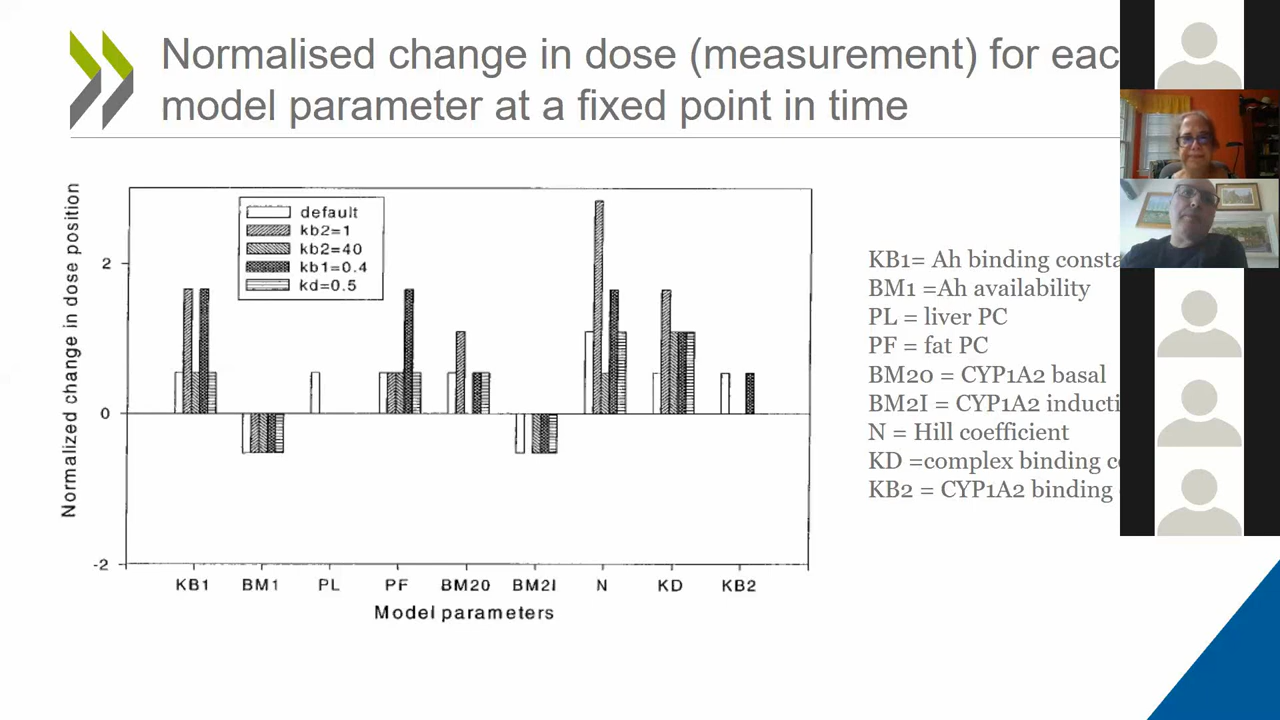 Normalised change in dose (measurement) for
model parameter at a fixed point in time
Normalized change in dose position
2
0
-2
default
kb2=1
kb2=40
kb1=0.4
kd=0.5
KB1 BM1 PL PF BM20 BM2I N KD KB2
Model parameters
KB1= Ah binding
BM1 =Ah availability
PL = liver PC
PF = fat PC
BM20 = CYP1A2 basal
BM2I = CYP1A2
N = Hill coefficient
KD =complex binding
KB2 = CYP1A2 binding